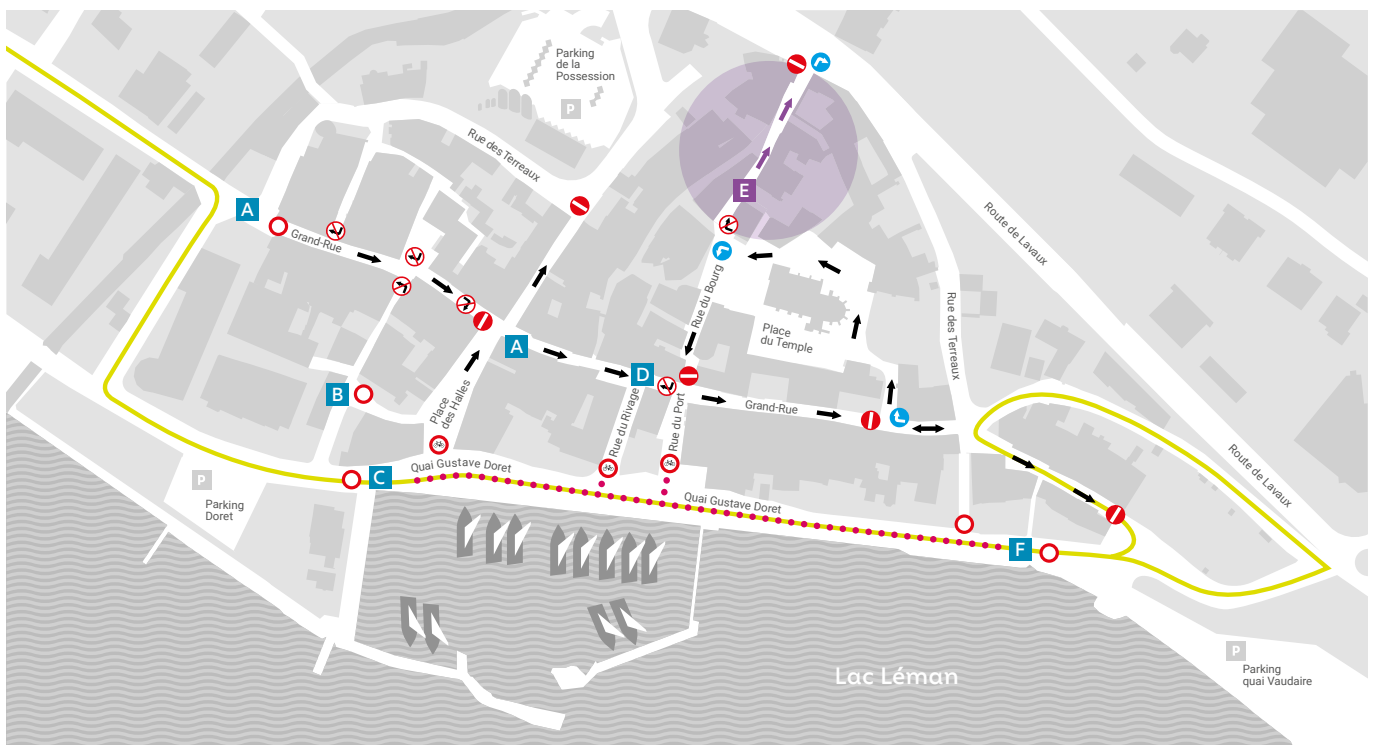 Parking
de la
Possession
P
Rue des Terreaux
E
A
Grand-Rue
Route de Lavaux
Rue du Bourg
Place
du Temple
Rue des Terreaux
A
D
B
Place
des Halles
Rue du Rivage
Rue du Port
Grand-Rue
Route de Lavaux
Quai Gustave Doret
C
P
Parking
Doret
Quai Gustave Doret
F
P
Parking
quai Vaudaire
Lac Léman